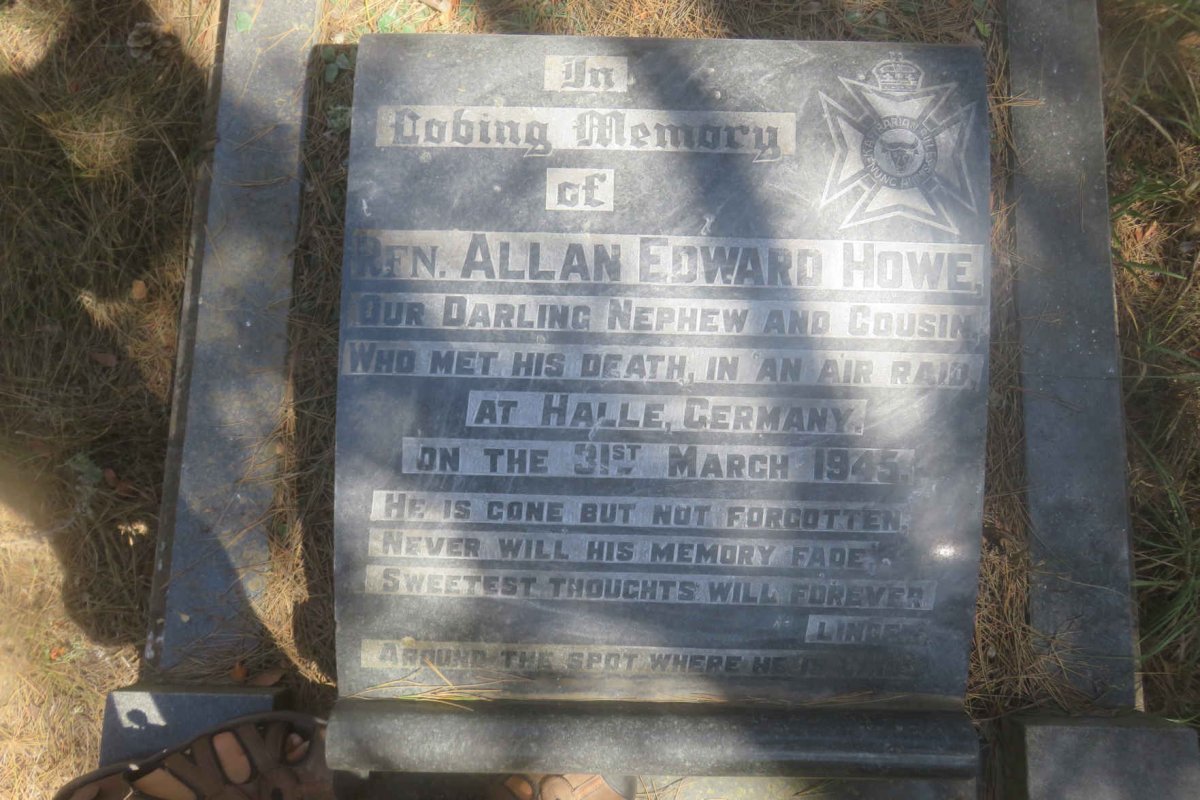 In
Loving Memory
of
RFN. ALLAN EDWARD HOWE,
OUR DARLING NEPHEW AND COUSIN,
WHO MET HIS DEATH, IN AN AIR RAID,
AT HALLE, GERMANY.
ON THE 31ST MARCH 1945.
HE IS GONE BUT NOT FORGOTTEN.
NEVER WILL HIS MEMORY FADE,
SWEETEST THOUGHTS WILL FOREVER
LINGER
AROUND THE SPOT WHERE HE